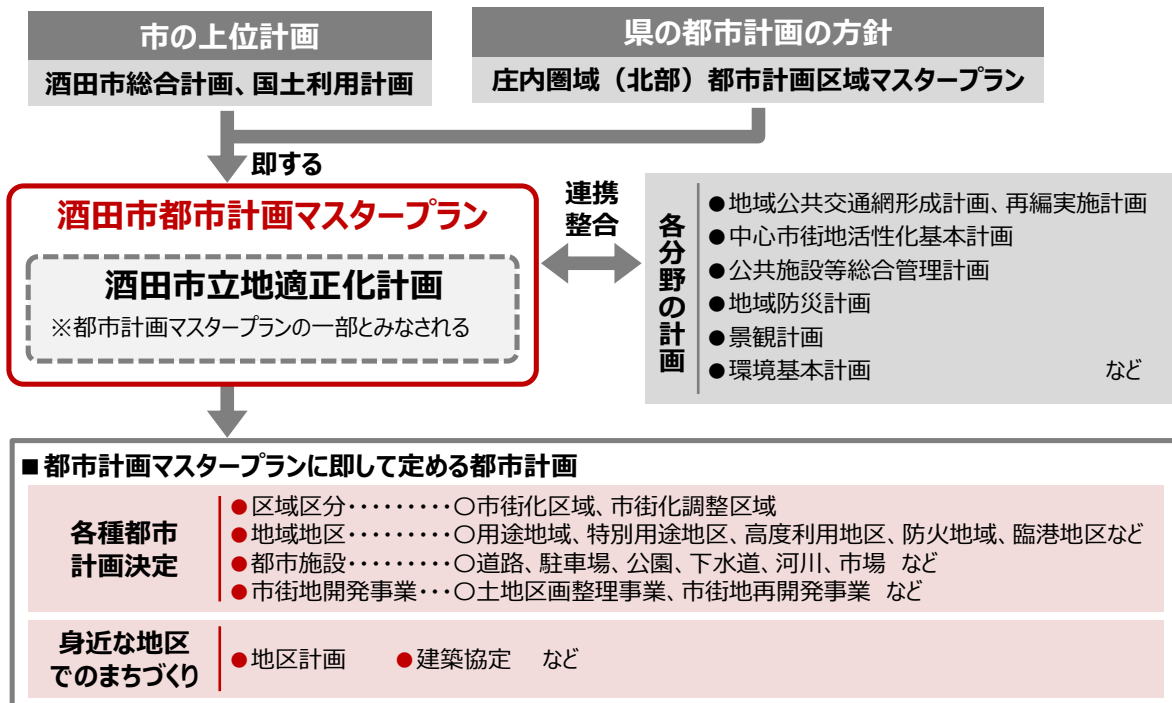 市の上位計画
酒田市総合計画、国土利用計画
県の都市計画の方針
庄内圏域（北部）都市計画区域マスタープラン
即する
酒田市都市計画マスタープラン
酒田市立地適正化計画
※都市計画マスタープランの一部とみなされる
連携
整合
各分野の計画
●地域公共交通網形成計画、再編実施計画
●中心市街地活性化基本計画
●公共施設等総合管理計画
●地域防災計画
●景観計画
●環境基本計画 など
■都市計画マスタープランに即して定める都市計画
各種都市
計画決定
●区域区分・・・・・・・・・○市街化区域、市街化調整区域
●地域地区・・・・・・・・・○用途地域、特別用途地区、高度利用地区、防火地域、臨港地区など
●都市施設・・・・・・・・・○道路、駐車場、公園、下水道、河川、市場 など
●市街地開発事業・・・○土地区画整理事業、市街地再開発事業 など
身近な地区
でのまちづくり
●地区計画 ●建築協定 など